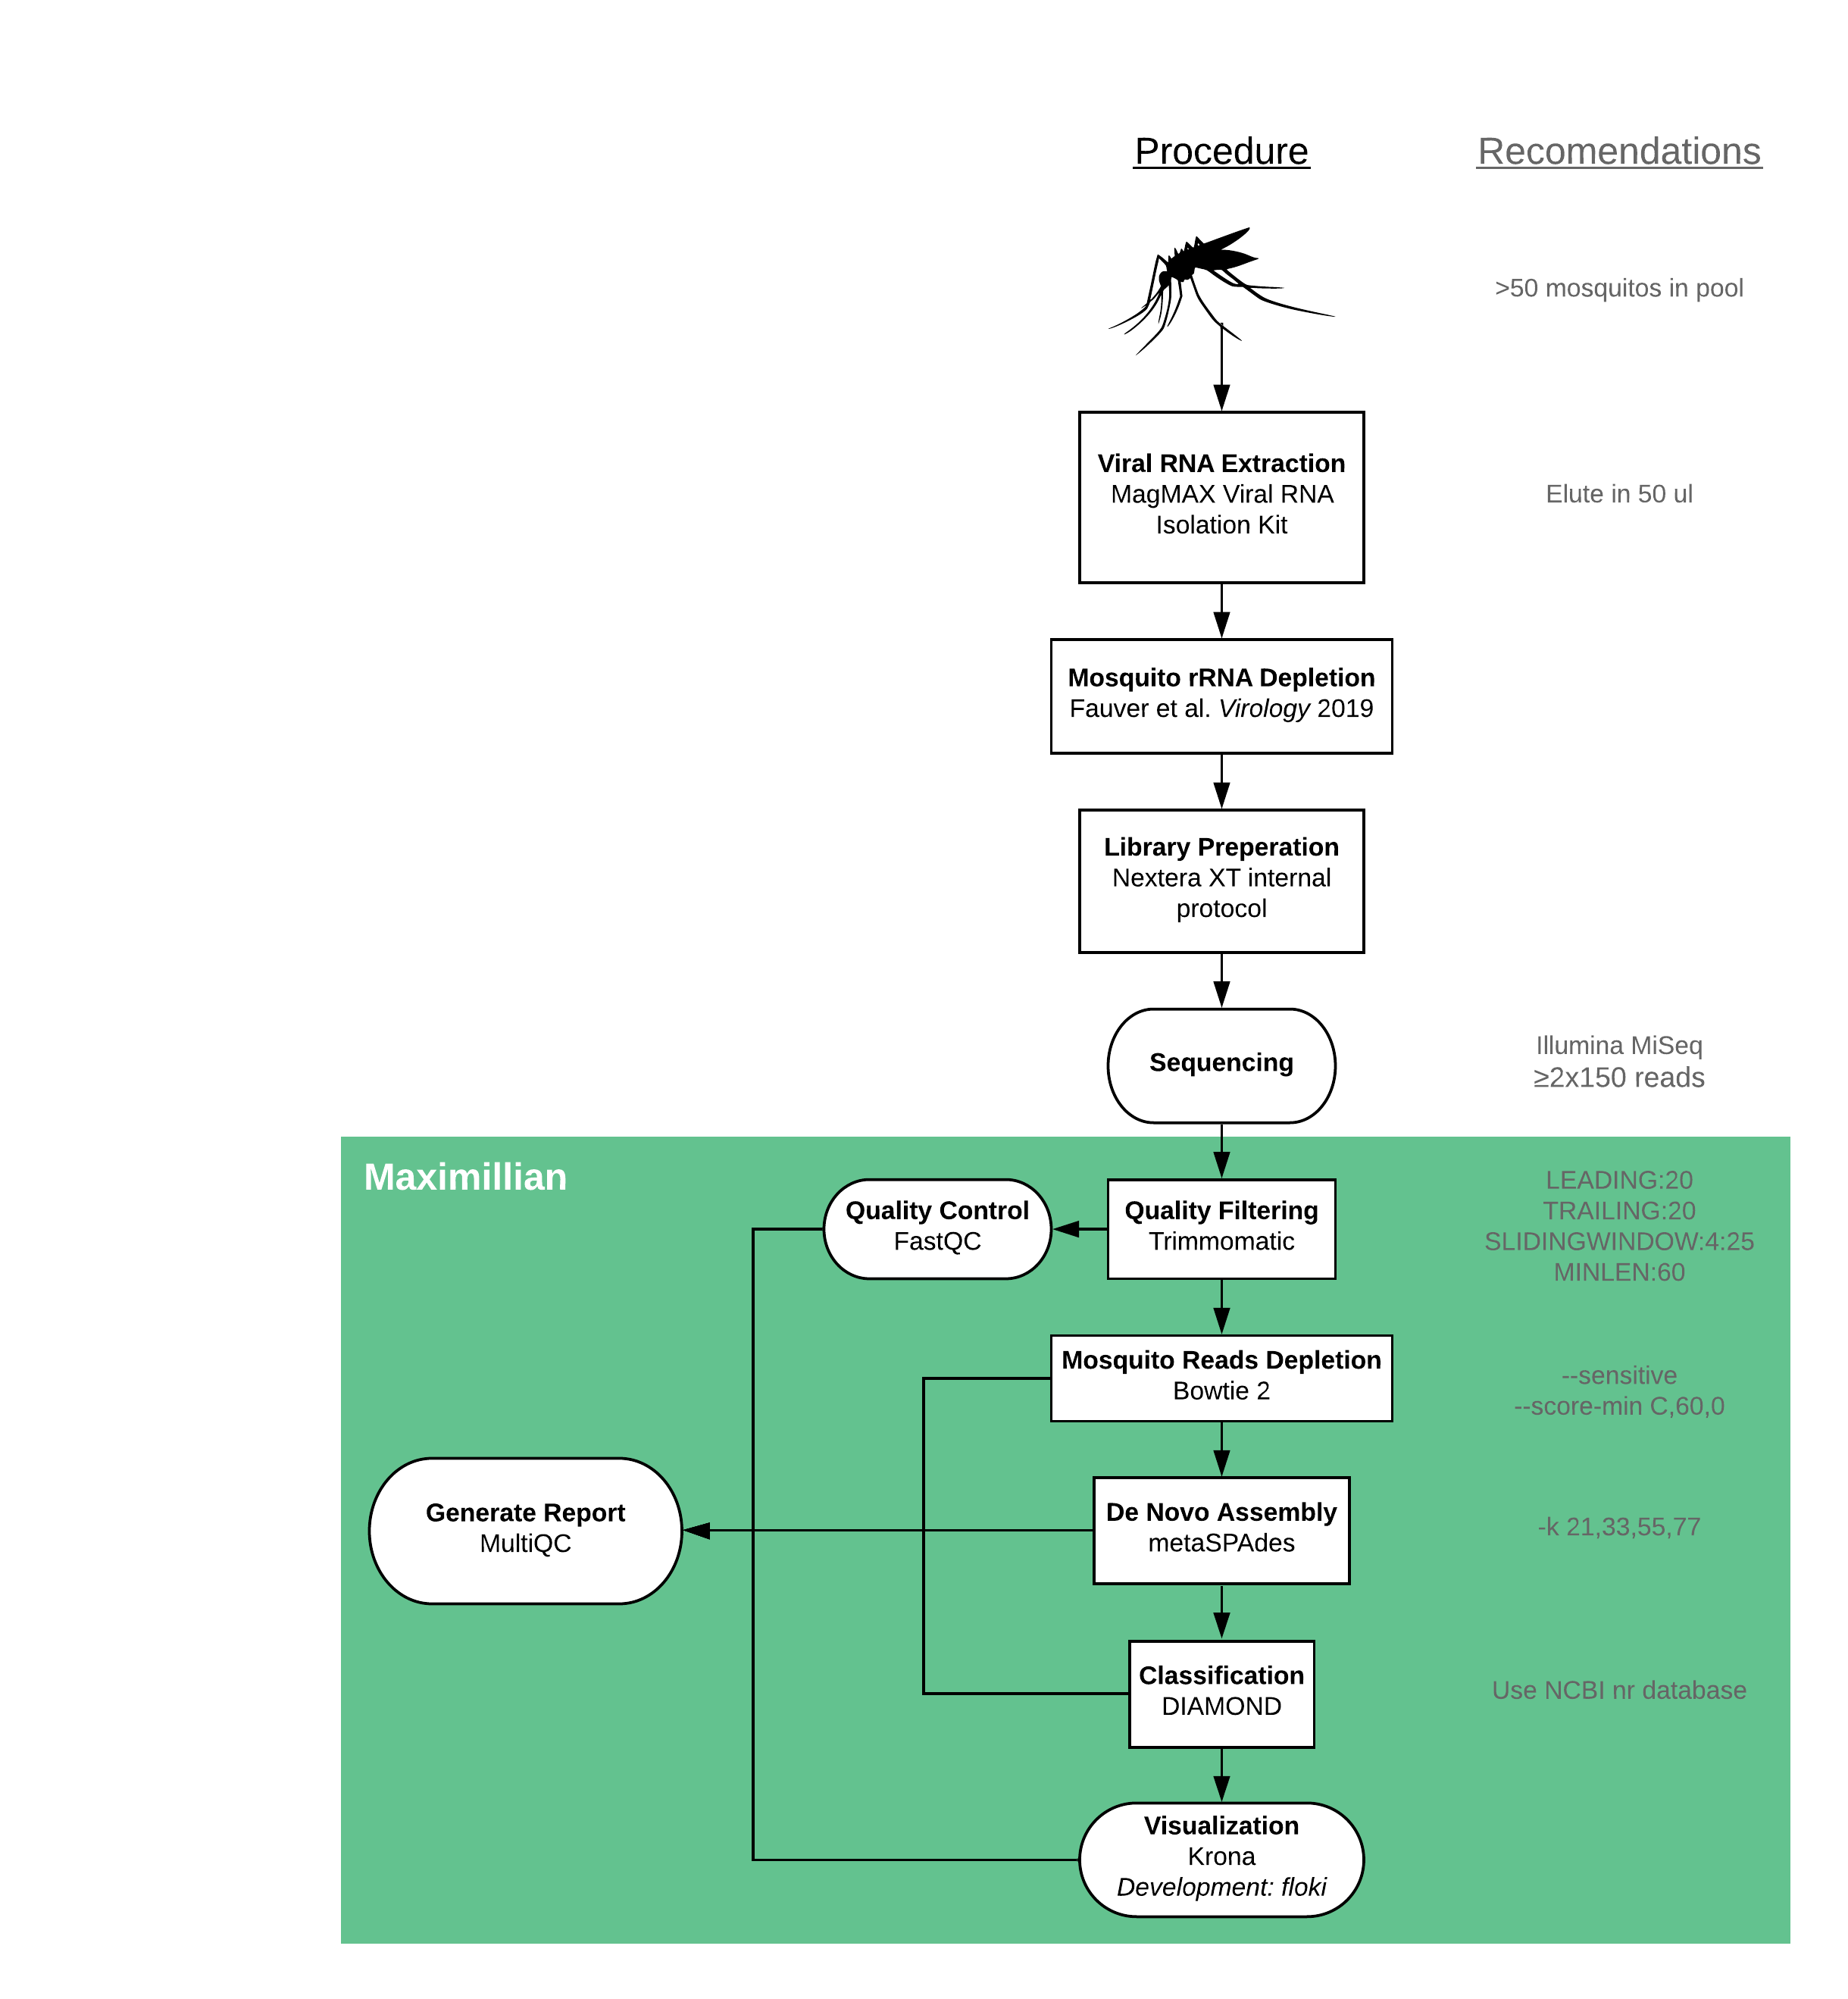 Procedure
Recomendations
>50 mosquitos in pool
Viral RNA Extraction
MagMAX Viral RNA
Isolation Kit
Elute in 50 ul
Mosquito rRNA Depletion
Fauver et al. Virology 2019
Library Preperation
Nextera XT internal
protocol
Sequencing
Illumina MiSeq
≥2x150 reads
Maximillian
Quality Control
FastQC
Quality Filtering
Trimmomatic
LEADING:20
TRAILING:20
SLIDINGWINDOW:4:25
MINLEN:60
Mosquito Reads Depletion
Bowtie 2
--sensitive
--score-min C,60,0
Generate Report
MultiQC
De Novo Assembly
metaSPAdes
-k 21,33,55,77
Classification
DIAMOND
Use NCBI nr database
Visualization
Krona
Development: floki